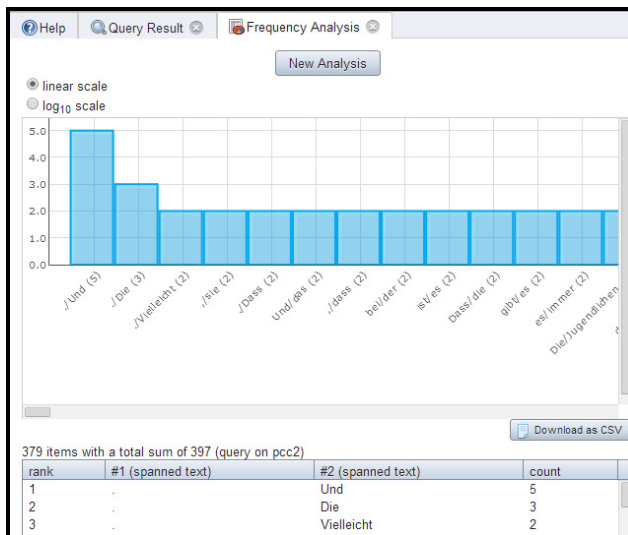 Help Query Result Frequency Analysis
New Analysis
linear scale
log10 scale
5.0
4.0
3.0
2.0
1.0
0.0
./Und (5) ./Die (3) ./Vielleicht (2) ,/sie (2) ./Dass (2) Und/das (2) ,/dass (2) bei/der (2) ist/es (2) Dass/die (2) gibt/es (2) es/immer (2) Die/Jugendlichen
Download as CSV
379 items with a total sum of 397 (query on pcc2)
rank #1 (spanned text) #2 (spanned text) count
1 . Und 5
2 . Die 3
3 . Vielleicht 2